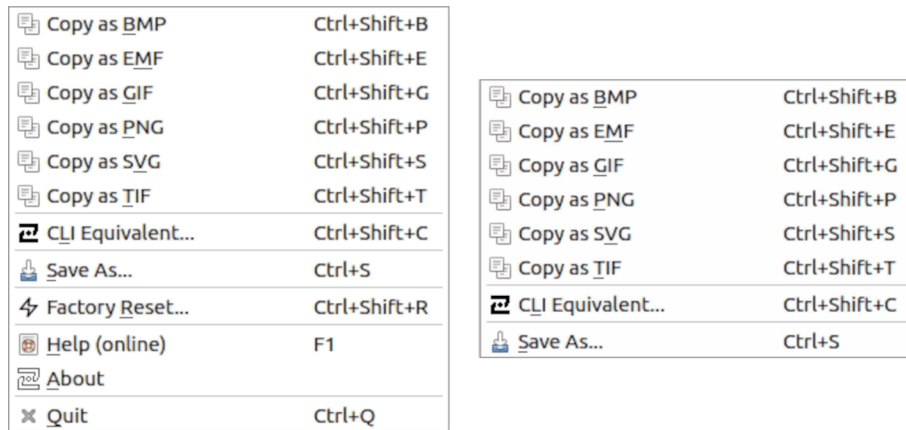 Copy as BMP Ctrl+Shift+B
Copy as EMF Ctrl+Shift+E
Copy as GIF Ctrl+Shift+G
Copy as PNG Ctrl+Shift+P
Copy as SVG Ctrl+Shift+S
Copy as TIF Ctrl+Shift+T
CLI Equivalent... Ctrl+Shift+C
Save As... Ctrl+S
Factory Reset... Ctrl+Shift+R
Help (online) F1
About
Quit Ctrl+Q
Copy as BMP Ctrl+Shift+B
Copy as EMF Ctrl+Shift+E
Copy as GIF Ctrl+Shift+G
Copy as PNG Ctrl+Shift+P
Copy as SVG Ctrl+Shift+S
Copy as TIF Ctrl+Shift+T
CLI Equivalent... Ctrl+Shift+C
Save As... Ctrl+S